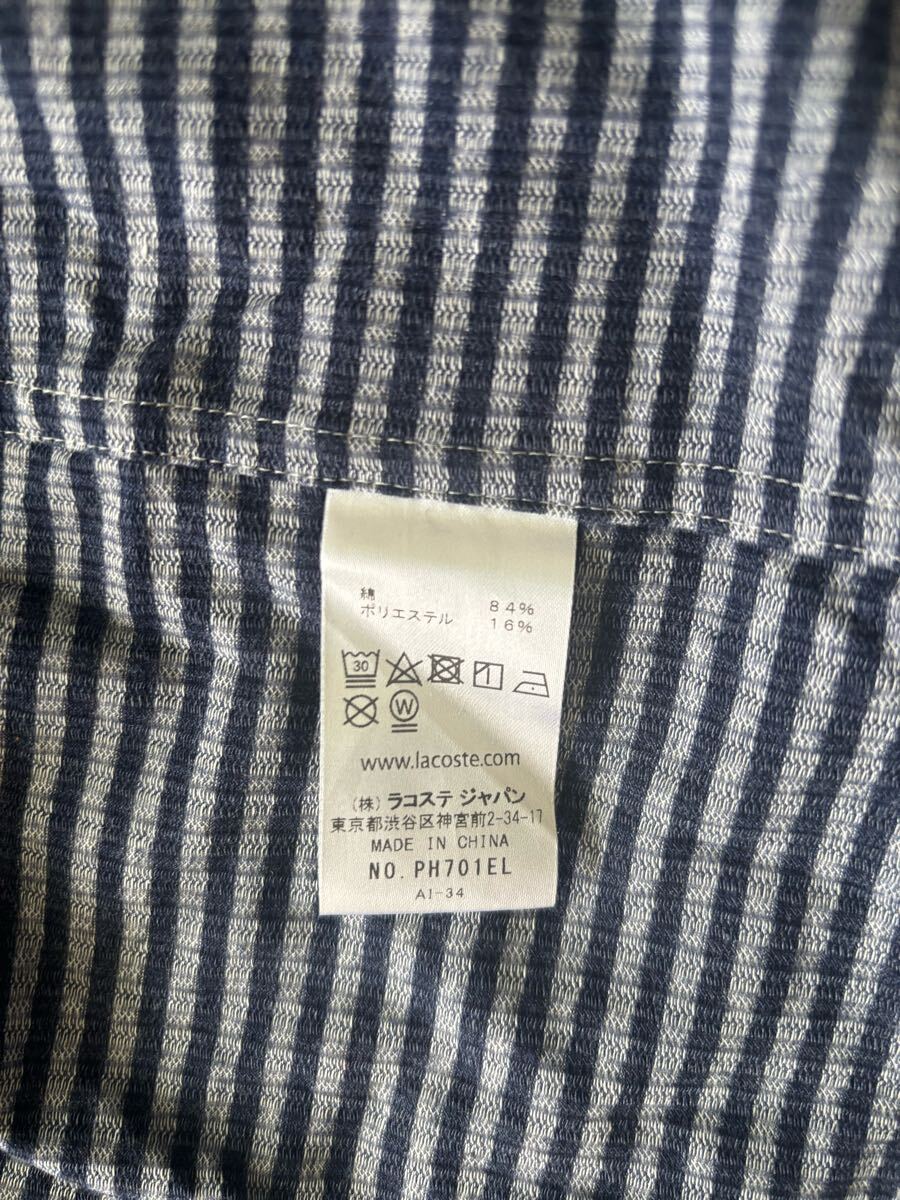 綿 84%
ポリエステル 16%
30
W
www.lacoste.com
(株) ラコステ ジャパン
東京都渋谷区神宮前2-34-17
MADE IN CHINA
NO. PH701EL
AI-34